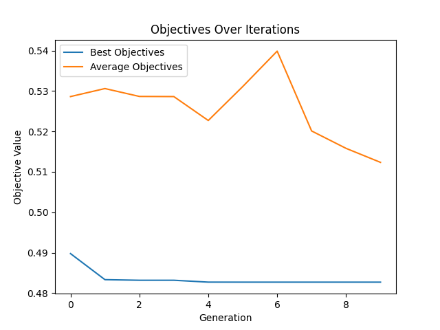 Objectives Over Iterations
Best Objectives
Average Objectives
Objective Value
0.54
0.53
0.52
0.51
0.50
0.49
0.48
0 2 4 6 8
Generation